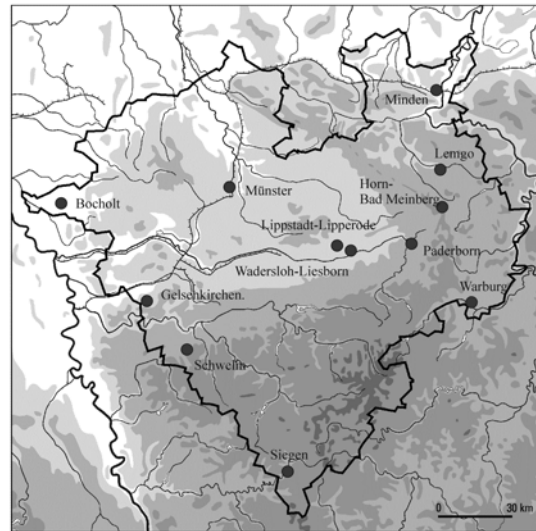 Minden
Lemgo
Horn-
Bad Meinberg
Münster
Bocholt
Lippstadt-Lipperode
Paderborn
Wadersloh-Liesborn
Gelsenkirchen.
Warburg
Schwelm
Siegen
0 30 km